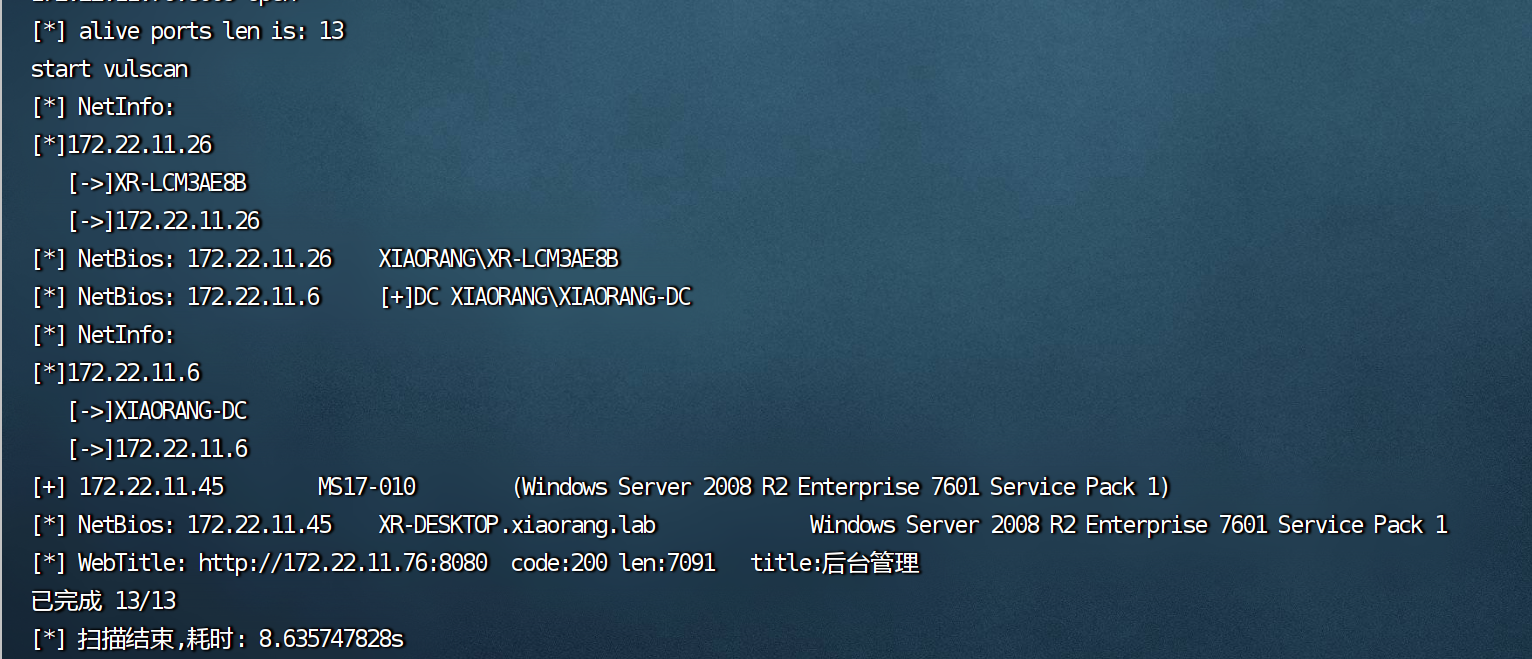 [*] alive ports len is: 13
start vulscan
[*] NetInfo:
[*]172.22.11.26
[->]XR-LCM3AE8B
[->]172.22.11.26
[*] NetBios: 172.22.11.26 XIAORANG\XR-LCM3AE8B
[*] NetBios: 172.22.11.6 [+]DC XIAORANG\XIAORANG-DC
[*] NetInfo:
[*]172.22.11.6
[->]XIAORANG-DC
[->]172.22.11.6
[+] 172.22.11.45 MS17-010 (Windows Server 2008 R2 Enterprise 7601 Service Pack 1)
[*] NetBios: 172.22.11.45 XR-DESKTOP.xiaorang.lab Windows Server 2008 R2 Enterprise 7601 Service Pack 1
[*] WebTitle: http://172.22.11.76:8080 code:200 len:7091 title:后台管理
已完成 13/13
[*] 扫描结束,耗时: 8.635747828s